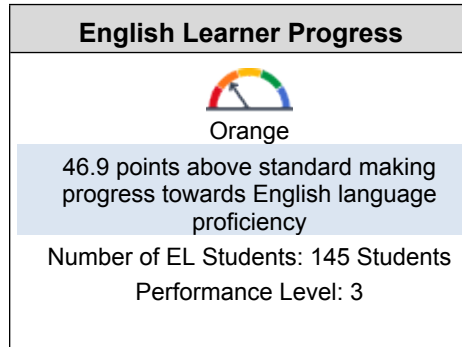 English Learner Progress
Orange
46.9 points above standard making
progress towards English language
proficiency
Number of EL Students: 145 Students
Performance Level: 3